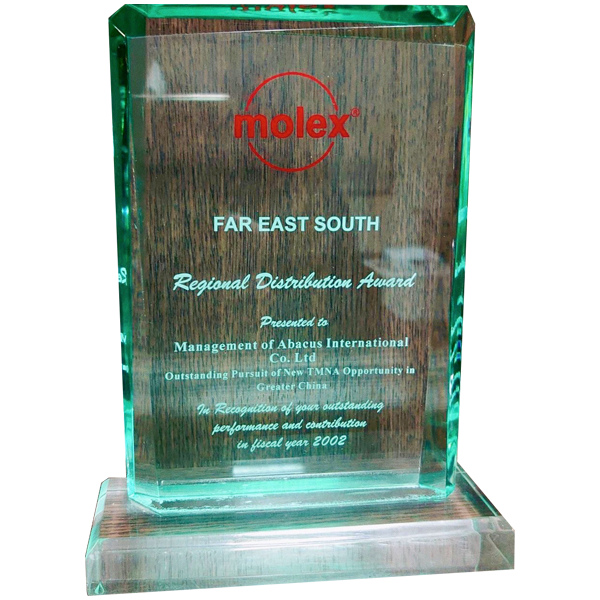 molex®
FAR EAST SOUTH
Regional Distribution Award
Presented to
Management of Abacus International
Co. Ltd
Outstanding Pursuit of New TMNA Opportunity in
Greater China
In Recognition of your outstanding
performance and contribution
in fiscal year 2002